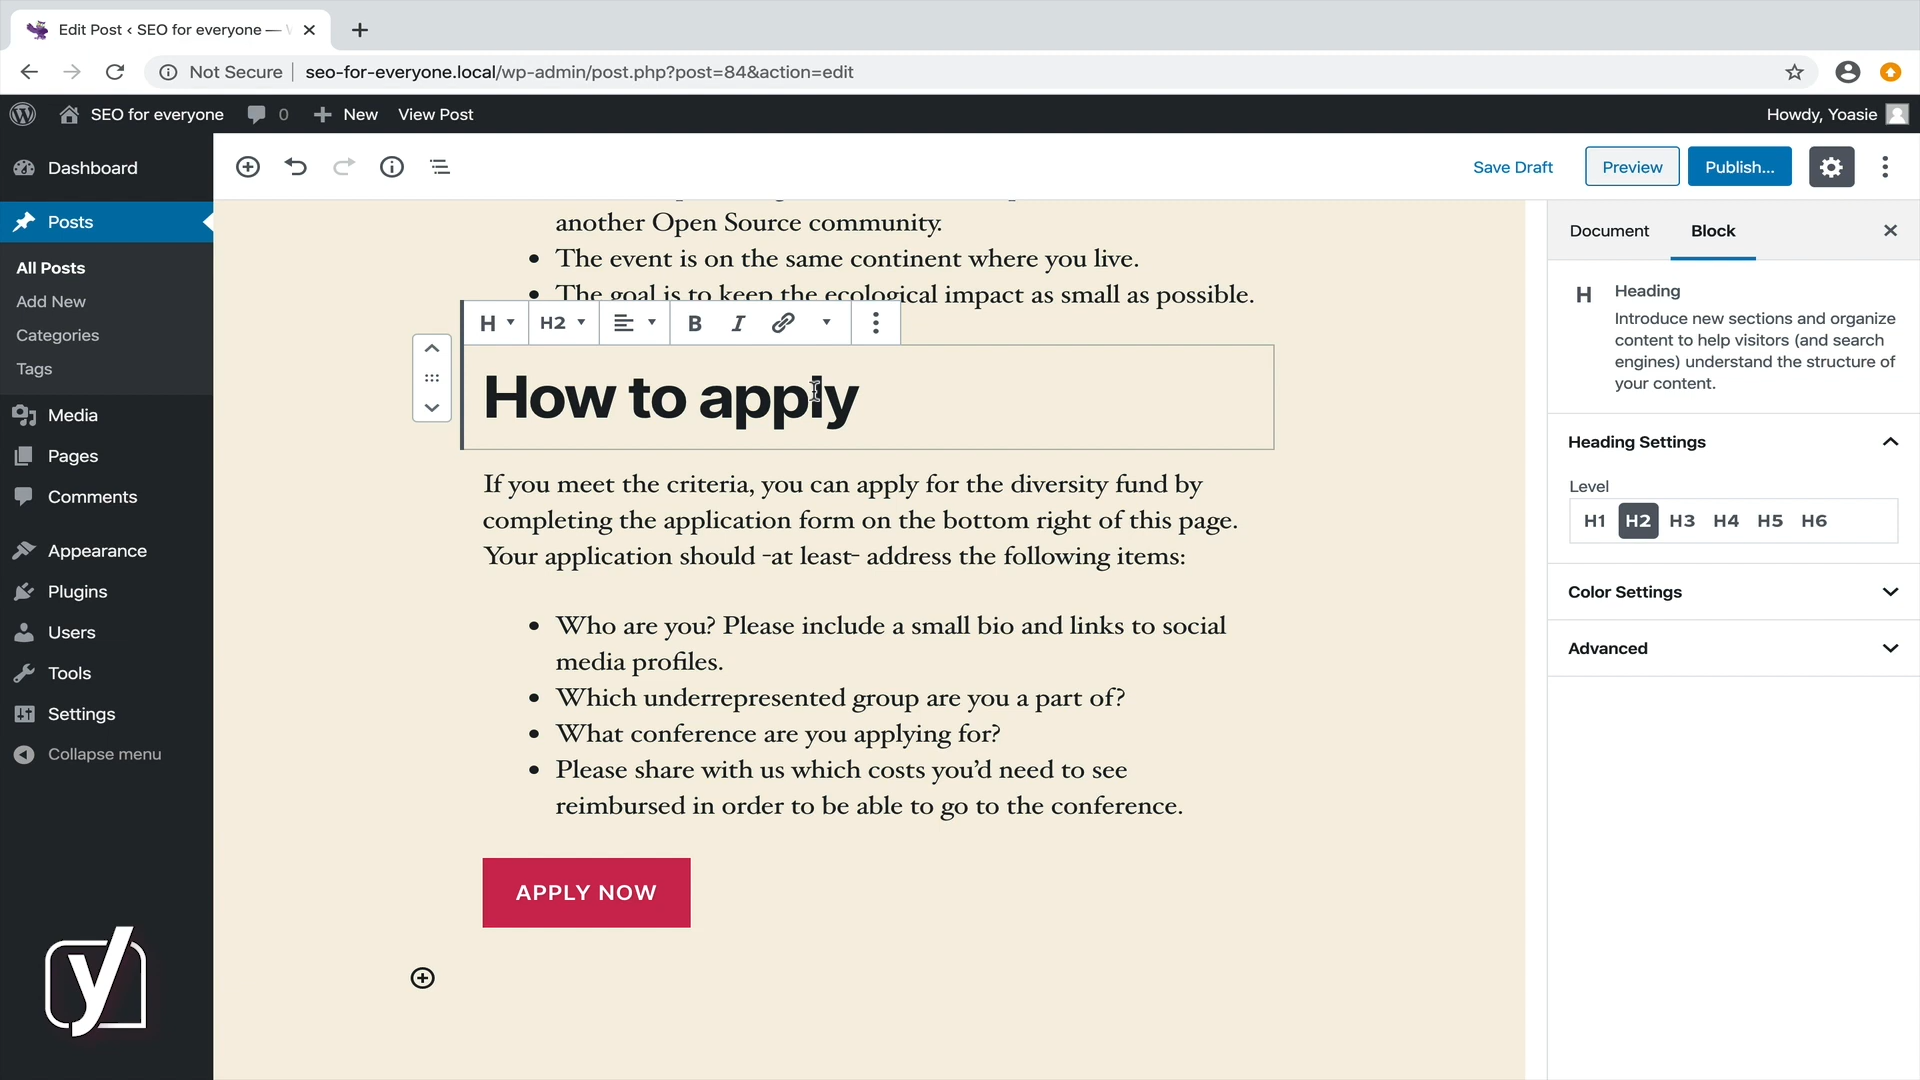 Edit Post ‹ SEO for everyone —
Not Secure
seo-for-everyone.local/wp-admin/post.php?post=84&action=edit
SEO for everyone
0
New
View Post
Howdy, Yoasie
Dashboard
Posts
All Posts
Add New
Categories
Tags
Media
Pages
Comments
Appearance
Plugins
Users
Tools
Settings
Collapse menu
y
Save Draft
Preview
Publish...
another Open Source community.
• The event is on the same continent where you live.
• The goal is to keep the ecological impact as small as possible.
H
H2
B
I
How to apply
If you meet the criteria, you can apply for the diversity fund by
completing the application form on the bottom right of this page.
Your application should -at least- address the following items:
• Who are you? Please include a small bio and links to social
media profiles.
• Which underrepresented group are you a part of?
• What conference are you applying for?
• Please share with us which costs you’d need to see
reimbursed in order to be able to go to the conference.
APPLY NOW
Document
Block
H
Heading
Introduce new sections and organize
content to help visitors (and search
engines) understand the structure of
your content.
Heading Settings
Level
H1 H2 H3 H4 H5 H6
Color Settings
Advanced